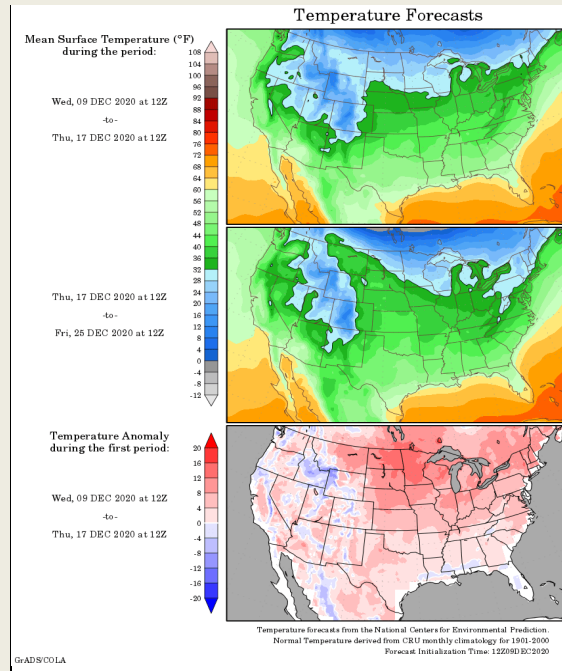 Temperature Forecasts
Mean Surface Temperature (°F)
during the period:
Wed, 09 DEC 2020 at 12Z
-to-
Thu, 17 DEC 2020 at 12Z
108
104
100
96
92
88
84
80
76
72
68
64
60
56
52
48
44
40
36
32
28
24
20
16
12
8
4
0
-4
-8
-12
Thu, 17 DEC 2020 at 12Z
-to-
Fri, 25 DEC 2020 at 12Z
Temperature Anomaly
during the first period:
Wed, 09 DEC 2020 at 12Z
-to-
Thu, 17 DEC 2020 at 12Z
20
16
12
8
4
0
-4
-8
-12
-16
-20
Temperature forecasts from the National Centers for Environmental Prediction.
Normal Temperature derived from CRU monthly climatology for 1901-2000
Forecast Initialization Time: 12Z09DEC2020
GrADS/COLA